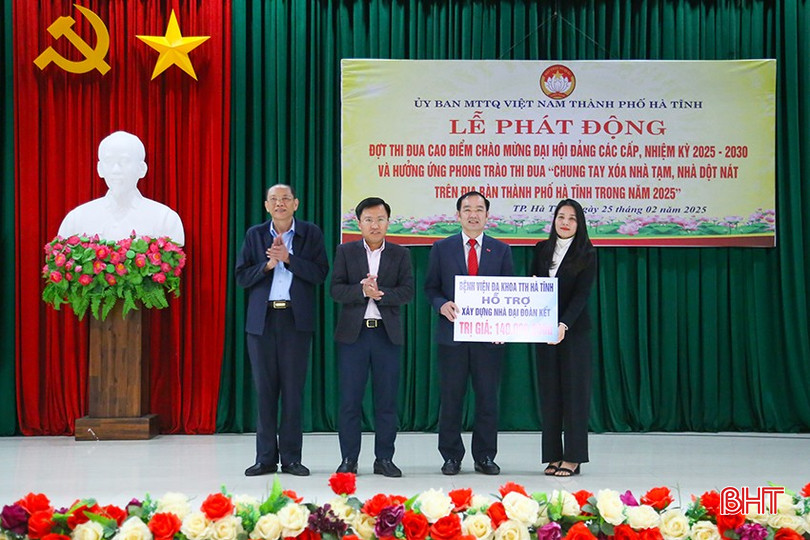 ỦY BAN MTTQ VIỆT NAM THÀNH PHỐ HÀ TĨNH
LỄ PHÁT ĐỘNG
ĐỢT THI ĐUA CAO ĐIỂM CHÀO MỪNG ĐẠI HỘI ĐẢNG CÁC CẤP, NHIỆM KỲ 2025 - 2030
VÀ HƯỞNG ỨNG PHONG TRÀO THI ĐUA "CHUNG TAY XÓA NHÀ TẠM, NHÀ DỘT NÁT
TRÊN ĐỊA BÀN THÀNH PHỐ HÀ TĨNH TRONG NĂM 2025"
TP. Hà ngày 25 tháng 02 năm 2025
BỆNH VIỆN ĐA KHOA TTH HÀ TĨNH
HỖ TRỢ
XÂY DỰNG NHÀ ĐẠI ĐOÀN KẾT
TRỊ GIÁ: 140
BHT